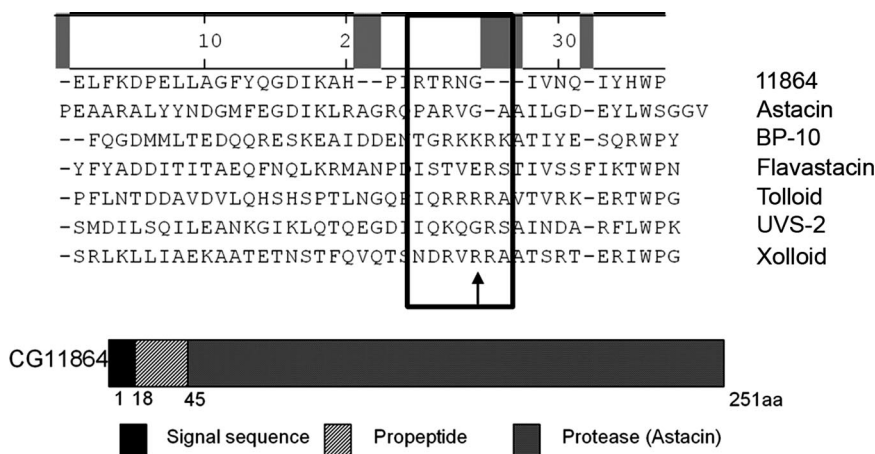 10 2 30
-ELFKDPELLAGFYQGDIKAH--PIRTRNG---IVNQ-IYHWP 11864
PEAARALYYNDGMFEGDIKLRAGRQPARVG-AAILGD-EYLWSGGV Astacin
--FQGDMMLTEDQQRESKEAIDDENTGRKKRKATIYE-SQRWPY BP-10
-YFYADDITITAEQFNQLKRMANPDISTVERSTIVSSFIKTWPN Flavastacin
-PFLNTDDAVDVLQHSHSPTLNGQPIQRRRRAVTVRK-ERTWPG Tolloid
-SMDILSQILEANKGIKLQTQEGDIIQKQGRSAINDA-RFLWPK UVS-2
-SRLKLLIAEKAATETNSTFQVQTSNDRVRRAATSRT-ERIWPG Xolloid
CG11864
1 18 45 251aa
Signal sequence Propeptide Protease (Astacin)